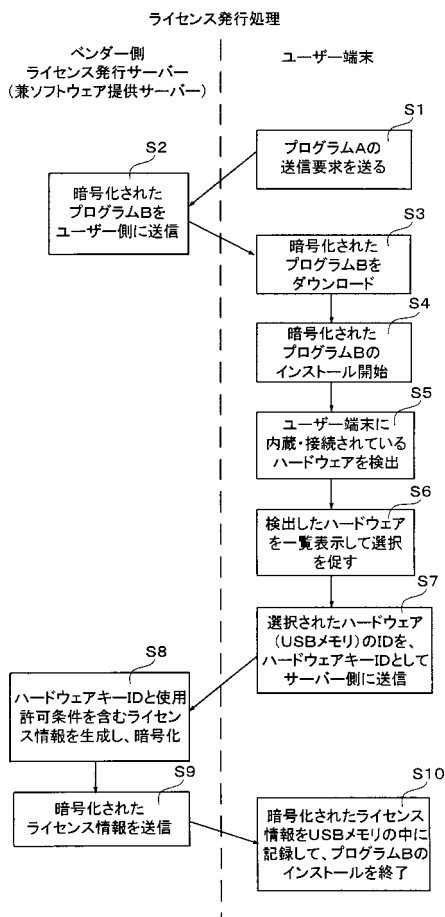 ライセンス発行処理
ベンダー側
ライセンス発行サーバー
(兼ソフトウェア提供サーバー)
ユーザー端末
S1
プログラムAの
送信要求を送る
S2
暗号化された
プログラムBを
ユーザー側に送信
S3
暗号化された
プログラムBを
ダウンロード
S4
暗号化された
プログラムBの
インストール開始
S5
ユーザー端末に
内蔵・接続されている
ハードウェアを検出
S6
検出したハードウェア
を一覧表示して選択
を促す
S7
選択されたハードウェア
(USBメモリ)のIDを、
ハードウェアキーIDとして
サーバー側に送信
S8
ハードウェアキーIDと使用
許可条件を含むライセン
ス情報を生成し、暗号化
S9
暗号化された
ライセンス情報を送信
S10
暗号化されたライセンス
情報をUSBメモリの中に
記録して、プログラムBの
インストールを終了